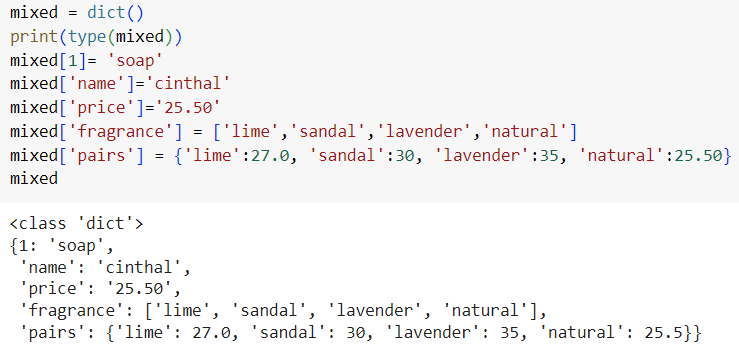 mixed = dict()
print(type(mixed))
mixed[1]= 'soap'
mixed['name']='cinthal'
mixed['price']='25.50'
mixed['fragrance'] = ['lime','sandal','lavender','natural']
mixed['pairs'] = {'lime':27.0, 'sandal':30, 'lavender':35, 'natural':25.50}
mixed
<class 'dict'>
{1: 'soap',
 'name': 'cinthal',
 'price': '25.50',
 'fragrance': ['lime', 'sandal', 'lavender', 'natural'],
 'pairs': {'lime': 27.0, 'sandal': 30, 'lavender': 35, 'natural': 25.5}}